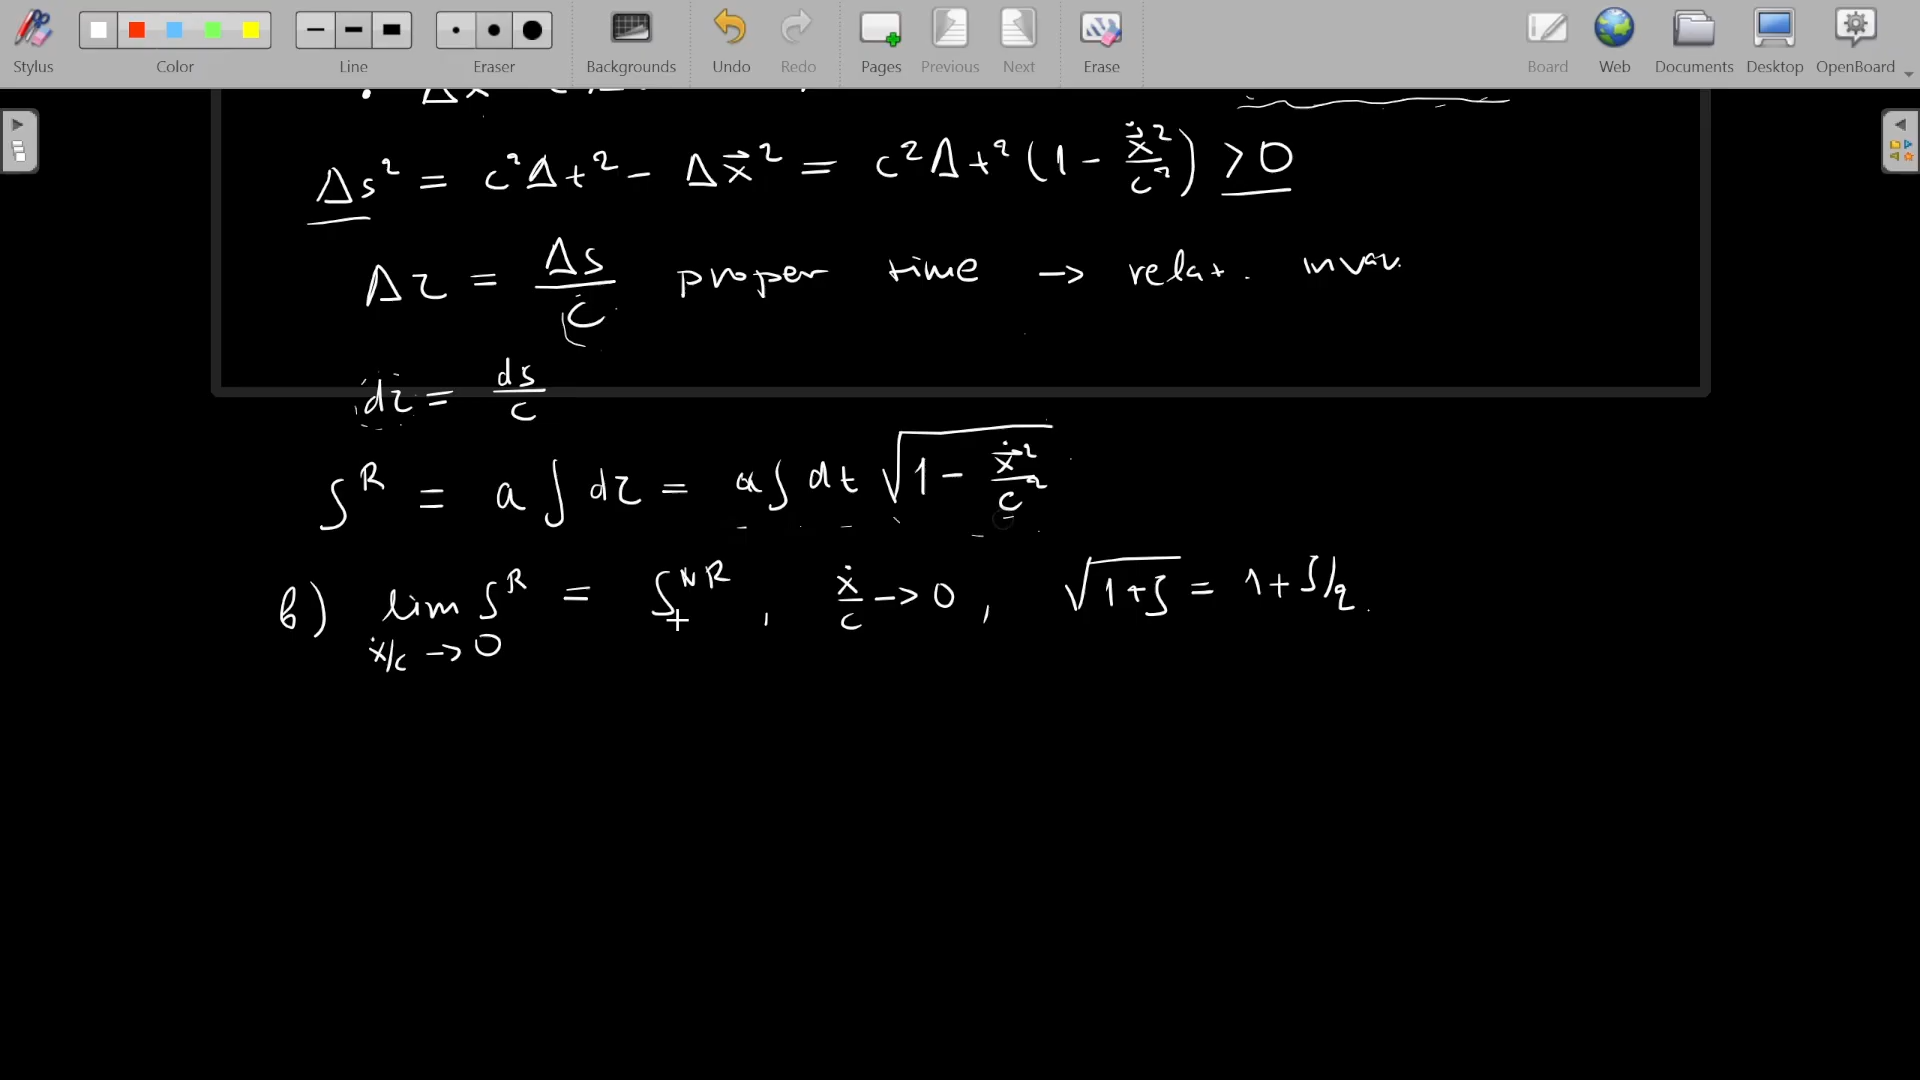 Stylus Color Line Eraser Backgrounds Undo Redo Pages Previous Next Erase Board Web Documents Desktop OpenBoard
Δs² = c²Δt² − Δx⃗² = c²Δt² (1 − ẋ⃗²/c²) > 0
Δτ = Δs/c proper time → relat. invar.
dτ = ds/c
S^R = a ∫ dτ = a ∫ dt √(1 − ẋ⃗²/c²)
b) lim S^R = S_+^NR , ẋ/c → 0 , √(1+ζ) = 1 + ζ/2 .
ẋ/c → 0